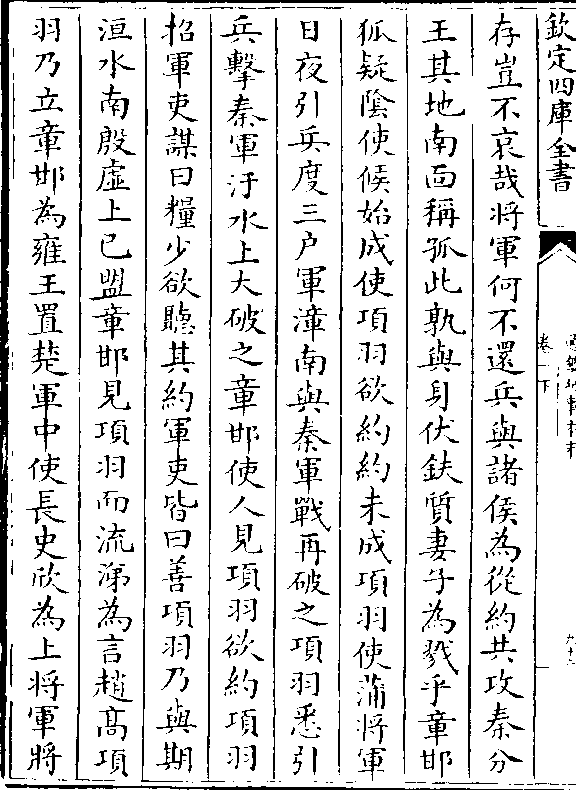 欽定四庫全書
卷一下
存豈不哀哉將軍何不還兵與諸侯為從約共攻秦分
王其地南面稱孤此孰與身伏鈇質妻子為戮乎章邯
狐疑陰使候始成使項羽欲約約未成項羽使蒲將軍
日夜引兵度三户軍漳南與秦軍戰再破之項羽悉引
兵擊秦軍汙水上大破之章邯使人見項羽欲約項羽
招軍吏謀曰糧少欲聽其約軍吏皆曰善項羽乃與期
洹水南殷虛上已盟章邯見項羽而流涕為言趙髙項
羽乃立章邯為雍王置楚軍中使長史欣為上將軍將